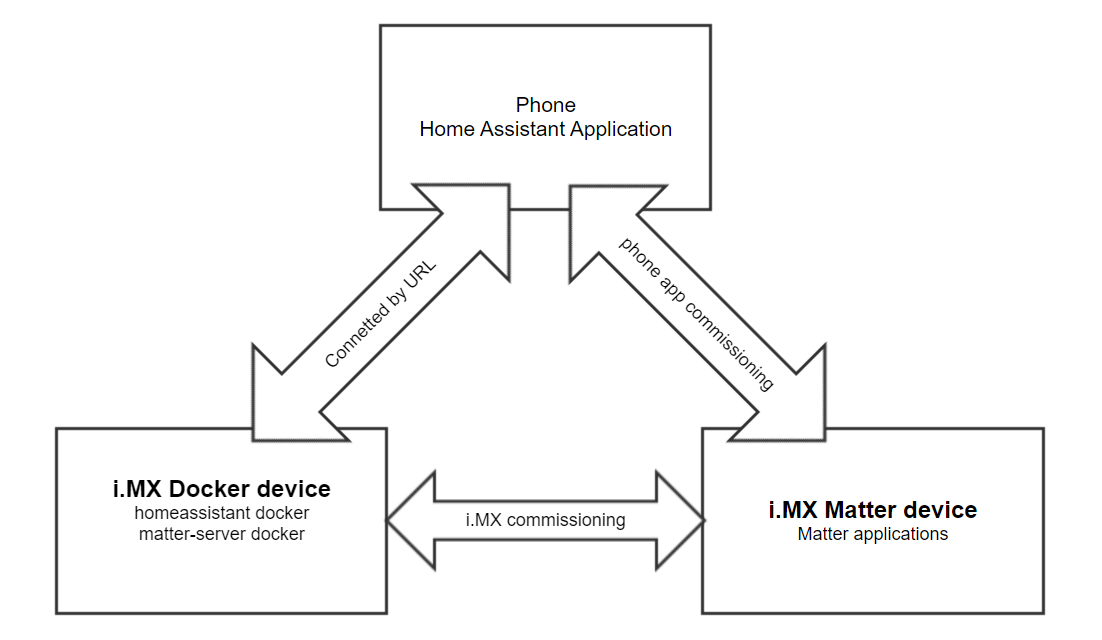 Phone
Home Assistant Application
Connetted by URL
phone app commissioning
i.MX Docker device
homeassistant docker
matter-server docker
i.MX commissioning
i.MX Matter device
Matter applications